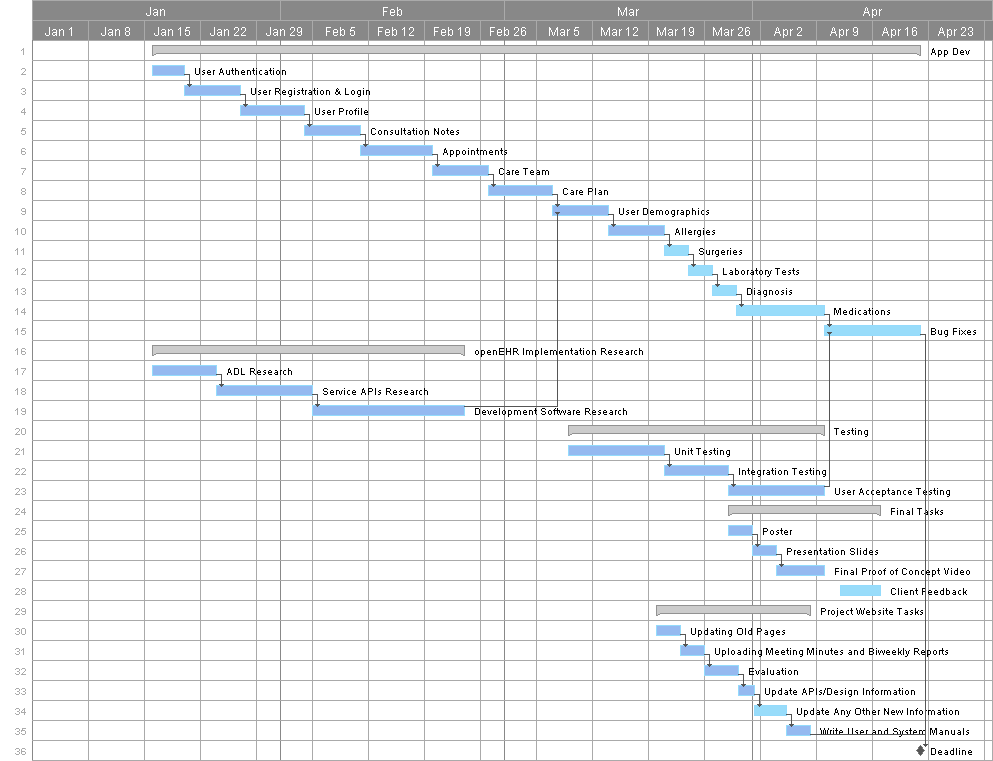 Jan Feb Mar Apr
Jan 1 Jan 8 Jan 15 Jan 22 Jan 29 Feb 5 Feb 12 Feb 19 Feb 26 Mar 5 Mar 12 Mar 19 Mar 26 Apr 2 Apr 9 Apr 16 Apr 23
1 App Dev
2 User Authentication
3 User Registration & Login
4 User Profile
5 Consultation Notes
6 Appointments
7 Care Team
8 Care Plan
9 User Demographics
10 Allergies
11 Surgeries
12 Laboratory Tests
13 Diagnosis
14 Medications
15 Bug Fixes
16 openEHR Implementation Research
17 ADL Research
18 Service APIs Research
19 Development Software Research
20 Testing
21 Unit Testing
22 Integration Testing
23 User Acceptance Testing
24 Final Tasks
25 Poster
26 Presentation Slides
27 Final Proof of Concept Video
28 Client Feedback
29 Project Website Tasks
30 Updating Old Pages
31 Uploading Meeting Minutes and Biweekly Reports
32 Evaluation
33 Update APIs/Design Information
34 Update Any Other New Information
35 Write User and System Manuals
36 Deadline